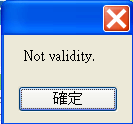 Not validity.
確定